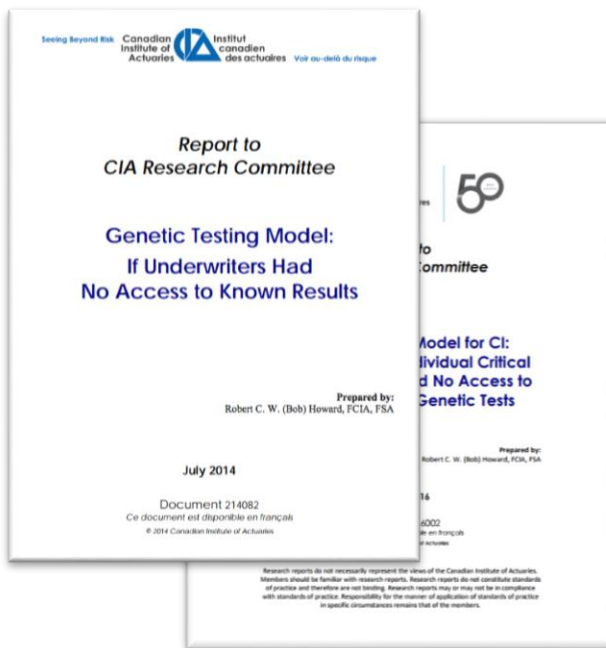 Seeing Beyond Risk
Canadian
Institute of
Actuaries
Institut
canadien
des actuaires
Voir au-delà du risque
Report to
CIA Research Committee
Genetic Testing Model:
If Underwriters Had
No Access to Known Results
Prepared by:
Robert C. W. (Bob) Howard, FCIA, FSA
July 2014
Document 214082
Ce document est disponible en français
© 2014 Canadian Institute of Actuaries
50
to
ommittee
Model for CI:
dividual Critical
d No Access to
Genetic Tests
Prepared by:
Robert C. W. (Bob) Howard, FCIA, FSA
16
6002
le en français
of Actuaries
Research reports do not necessarily represent the views of the Canadian Institute of Actuaries.
Members should be familiar with research reports. Research reports do not constitute standards
of practice and therefore are not binding. Research reports may or may not be in compliance
with standards of practice. Responsibility for the manner of application of standards of practice
in specific circumstances remains that of the members.